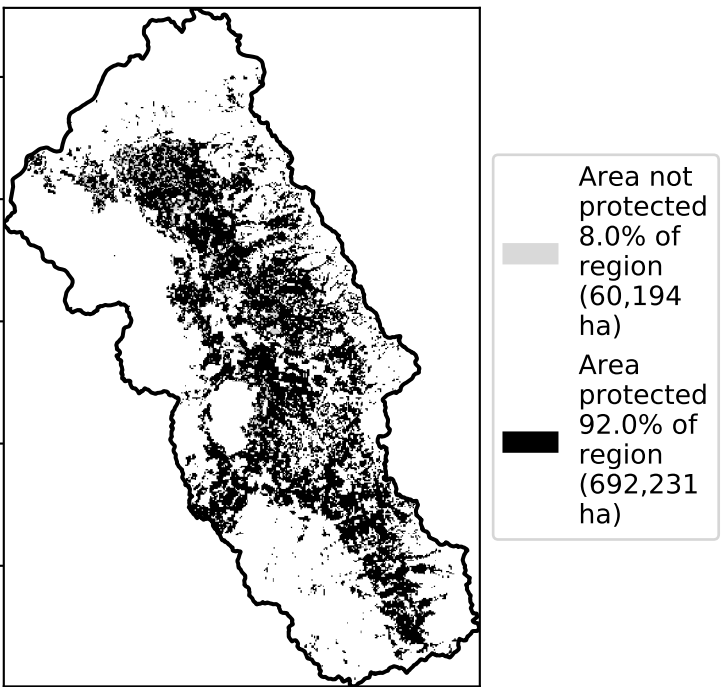 Area not
protected
8.0% of
region
(60,194
ha)
Area
protected
92.0% of
region
(692,231
ha)